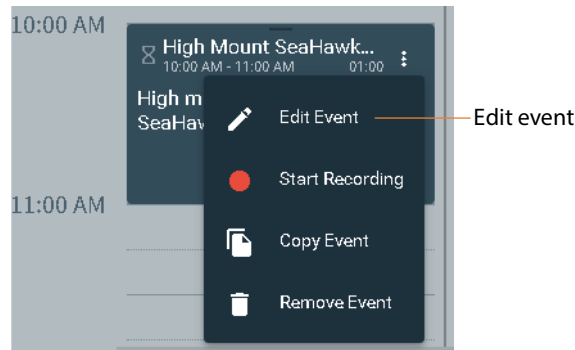 10:00 AM
High Mount SeaHawk...
10:00 AM - 11:00 AM 01:00
High m
SeaHav
Edit Event
Edit event
Start Recording
11:00 AM
Copy Event
Remove Event